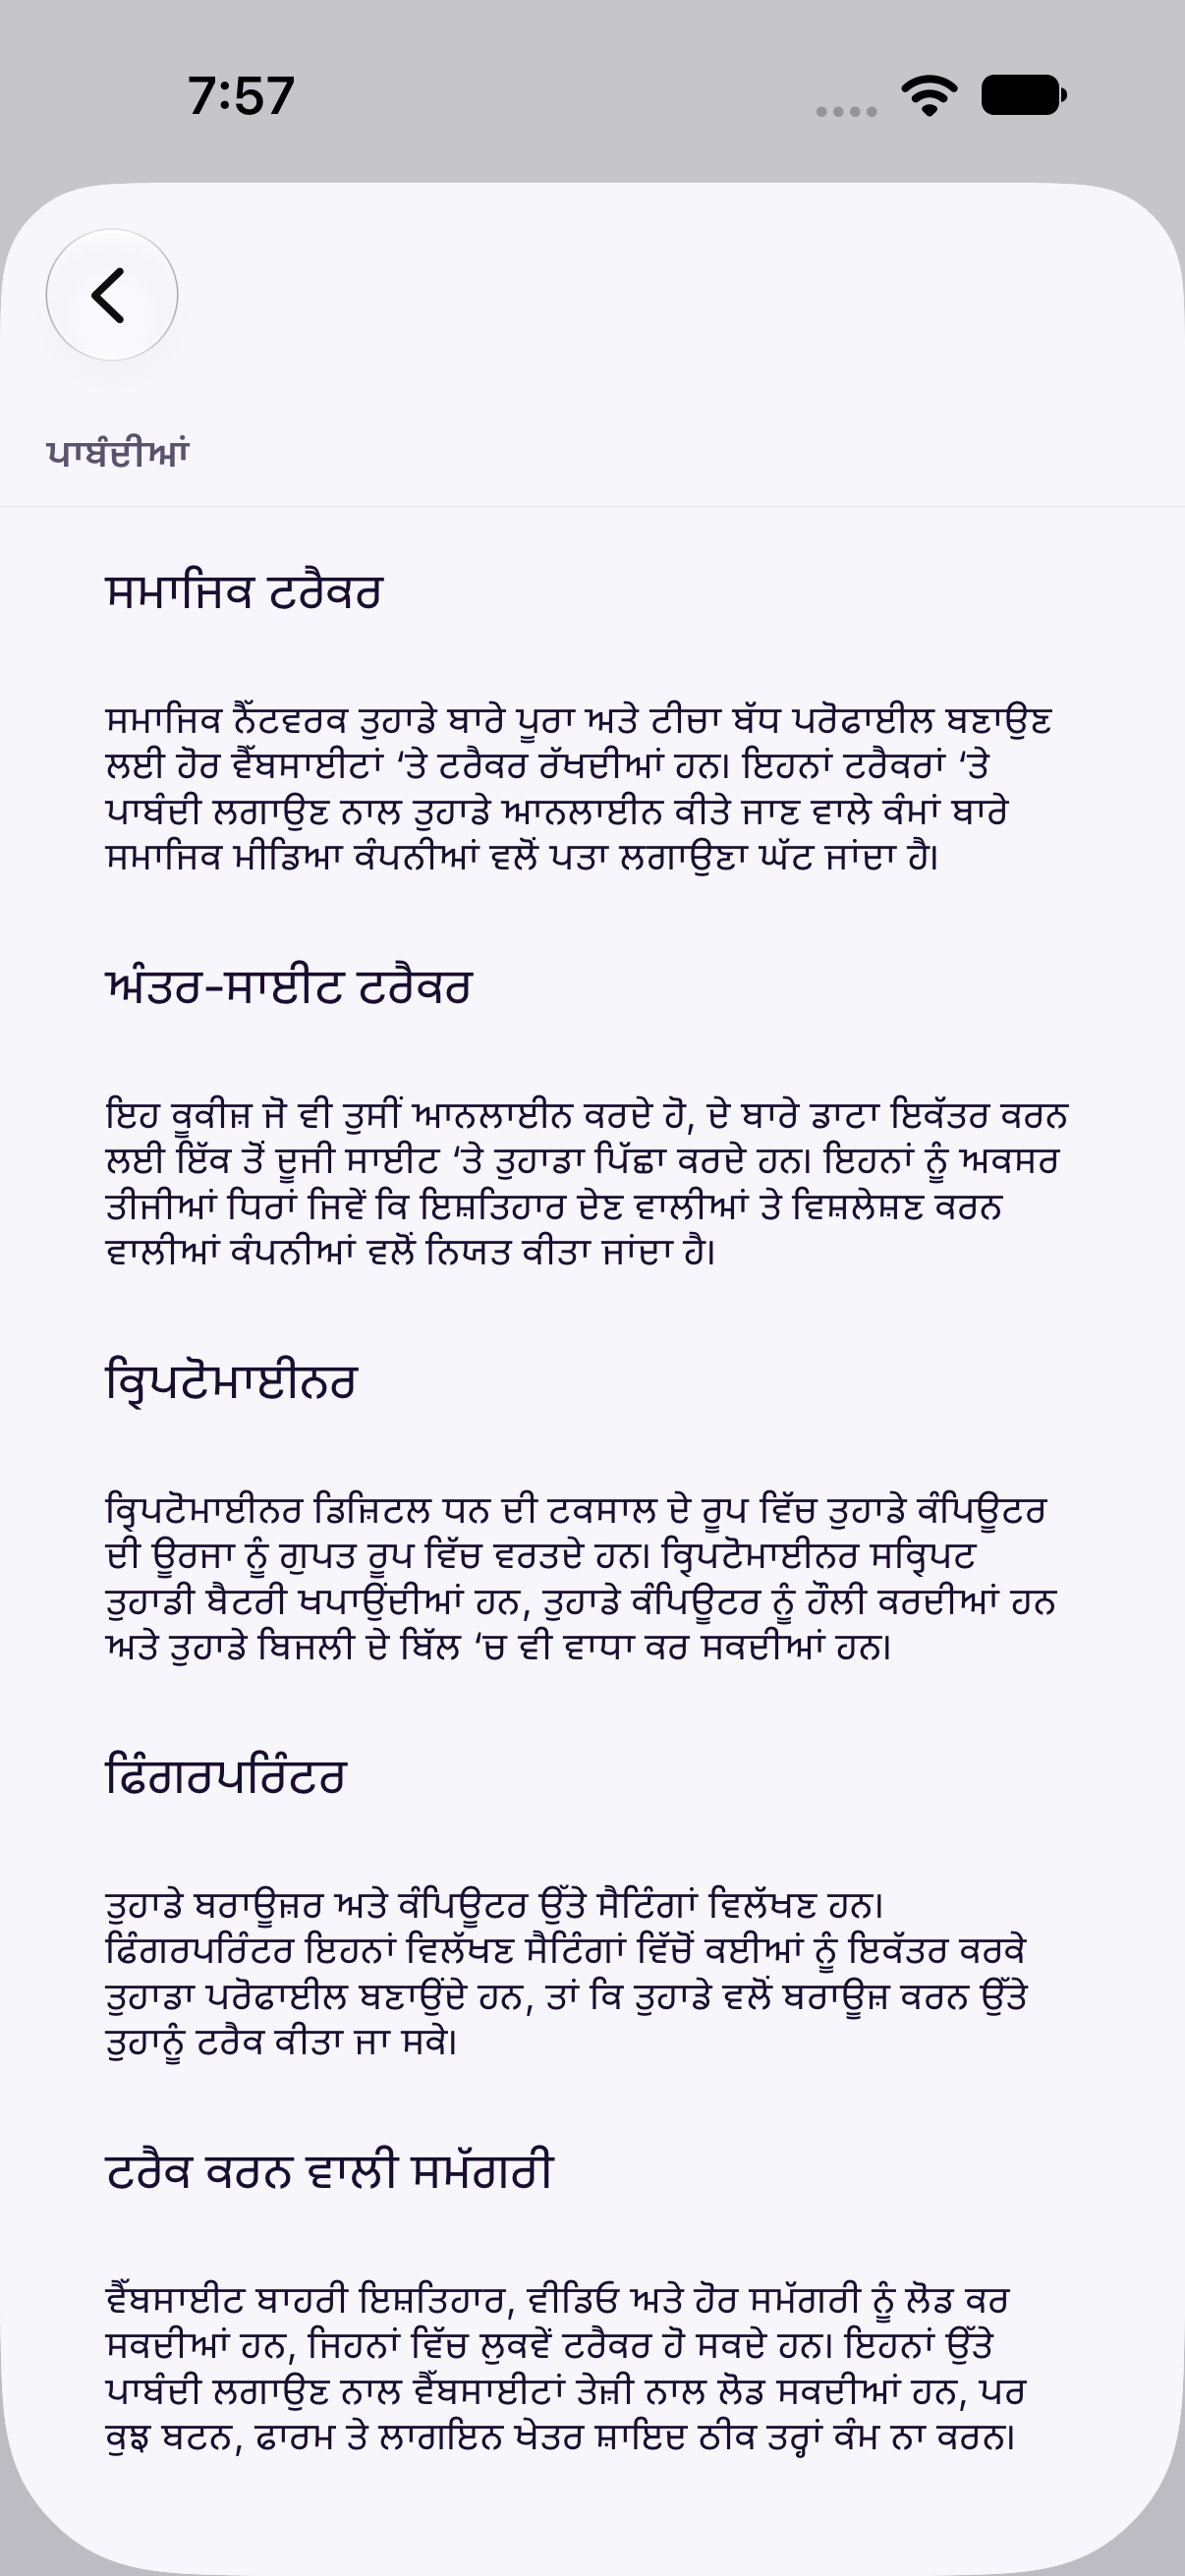 7:57
ਪਾਬੰਦੀਆਂ
ਸਮਾਜਿਕ ਟਰੈਕਰ
ਸਮਾਜਿਕ ਨੈੱਟਵਰਕ ਤੁਹਾਡੇ ਬਾਰੇ ਪੂਰਾ ਅਤੇ ਟੀਚਾ ਬੱਧ ਪਰੋਫਾਈਲ ਬਣਾਉਣ
ਲਈ ਹੋਰ ਵੈੱਬਸਾਈਟਾਂ ‘ਤੇ ਟਰੈਕਰ ਰੱਖਦੀਆਂ ਹਨ। ਇਹਨਾਂ ਟਰੈਕਰਾਂ ‘ਤੇ
ਪਾਬੰਦੀ ਲਗਾਉਣ ਨਾਲ ਤੁਹਾਡੇ ਆਨਲਾਈਨ ਕੀਤੇ ਜਾਣ ਵਾਲੇ ਕੰਮਾਂ ਬਾਰੇ
ਸਮਾਜਿਕ ਮੀਡਿਆ ਕੰਪਨੀਆਂ ਵਲੋਂ ਪਤਾ ਲਗਾਉਣਾ ਘੱਟ ਜਾਂਦਾ ਹੈ।
ਅੰਤਰ-ਸਾਈਟ ਟਰੈਕਰ
ਇਹ ਕੂਕੀਜ਼ ਜੋ ਵੀ ਤੁਸੀਂ ਆਨਲਾਈਨ ਕਰਦੇ ਹੋ, ਦੇ ਬਾਰੇ ਡਾਟਾ ਇਕੱਤਰ ਕਰਨ
ਲਈ ਇੱਕ ਤੋਂ ਦੂਜੀ ਸਾਈਟ ‘ਤੇ ਤੁਹਾਡਾ ਪਿੱਛਾ ਕਰਦੇ ਹਨ। ਇਹਨਾਂ ਨੂੰ ਅਕਸਰ
ਤੀਜੀਆਂ ਧਿਰਾਂ ਜਿਵੇਂ ਕਿ ਇਸ਼ਤਿਹਾਰ ਦੇਣ ਵਾਲੀਆਂ ਤੇ ਵਿਸ਼ਲੇਸ਼ਣ ਕਰਨ
ਵਾਲੀਆਂ ਕੰਪਨੀਆਂ ਵਲੋਂ ਨਿਯਤ ਕੀਤਾ ਜਾਂਦਾ ਹੈ।
ਕ੍ਰਿਪਟੋਮਾਈਨਰ
ਕ੍ਰਿਪਟੋਮਾਈਨਰ ਡਿਜ਼ਿਟਲ ਧਨ ਦੀ ਟਕਸਾਲ ਦੇ ਰੂਪ ਵਿੱਚ ਤੁਹਾਡੇ ਕੰਪਿਊਟਰ
ਦੀ ਊਰਜਾ ਨੂੰ ਗੁਪਤ ਰੂਪ ਵਿੱਚ ਵਰਤਦੇ ਹਨ। ਕ੍ਰਿਪਟੋਮਾਈਨਰ ਸਕ੍ਰਿਪਟ
ਤੁਹਾਡੀ ਬੈਟਰੀ ਖਪਾਉਂਦੀਆਂ ਹਨ, ਤੁਹਾਡੇ ਕੰਪਿਊਟਰ ਨੂੰ ਹੌਲੀ ਕਰਦੀਆਂ ਹਨ
ਅਤੇ ਤੁਹਾਡੇ ਬਿਜਲੀ ਦੇ ਬਿੱਲ ‘ਚ ਵੀ ਵਾਧਾ ਕਰ ਸਕਦੀਆਂ ਹਨ।
ਫਿੰਗਰਪਰਿੰਟਰ
ਤੁਹਾਡੇ ਬਰਾਊਜ਼ਰ ਅਤੇ ਕੰਪਿਊਟਰ ਉੱਤੇ ਸੈਟਿੰਗਾਂ ਵਿਲੱਖਣ ਹਨ।
ਫਿੰਗਰਪਰਿੰਟਰ ਇਹਨਾਂ ਵਿਲੱਖਣ ਸੈਟਿੰਗਾਂ ਵਿੱਚੋਂ ਕਈਆਂ ਨੂੰ ਇਕੱਤਰ ਕਰਕੇ
ਤੁਹਾਡਾ ਪਰੋਫਾਈਲ ਬਣਾਉਂਦੇ ਹਨ, ਤਾਂ ਕਿ ਤੁਹਾਡੇ ਵਲੋਂ ਬਰਾਊਜ਼ ਕਰਨ ਉੱਤੇ
ਤੁਹਾਨੂੰ ਟਰੈਕ ਕੀਤਾ ਜਾ ਸਕੇ।
ਟਰੈਕ ਕਰਨ ਵਾਲੀ ਸਮੱਗਰੀ
ਵੈੱਬਸਾਈਟ ਬਾਹਰੀ ਇਸ਼ਤਿਹਾਰ, ਵੀਡਿਓ ਅਤੇ ਹੋਰ ਸਮੱਗਰੀ ਨੂੰ ਲੋਡ ਕਰ
ਸਕਦੀਆਂ ਹਨ, ਜਿਹਨਾਂ ਵਿੱਚ ਲੁਕਵੇਂ ਟਰੈਕਰ ਹੋ ਸਕਦੇ ਹਨ। ਇਹਨਾਂ ਉੱਤੇ
ਪਾਬੰਦੀ ਲਗਾਉਣ ਨਾਲ ਵੈੱਬਸਾਈਟਾਂ ਤੇਜ਼ੀ ਨਾਲ ਲੋਡ ਸਕਦੀਆਂ ਹਨ, ਪਰ
ਕੁਝ ਬਟਨ, ਫਾਰਮ ਤੇ ਲਾਗਇਨ ਖੇਤਰ ਸ਼ਾਇਦ ਠੀਕ ਤਰ੍ਹਾਂ ਕੰਮ ਨਾ ਕਰਨ।